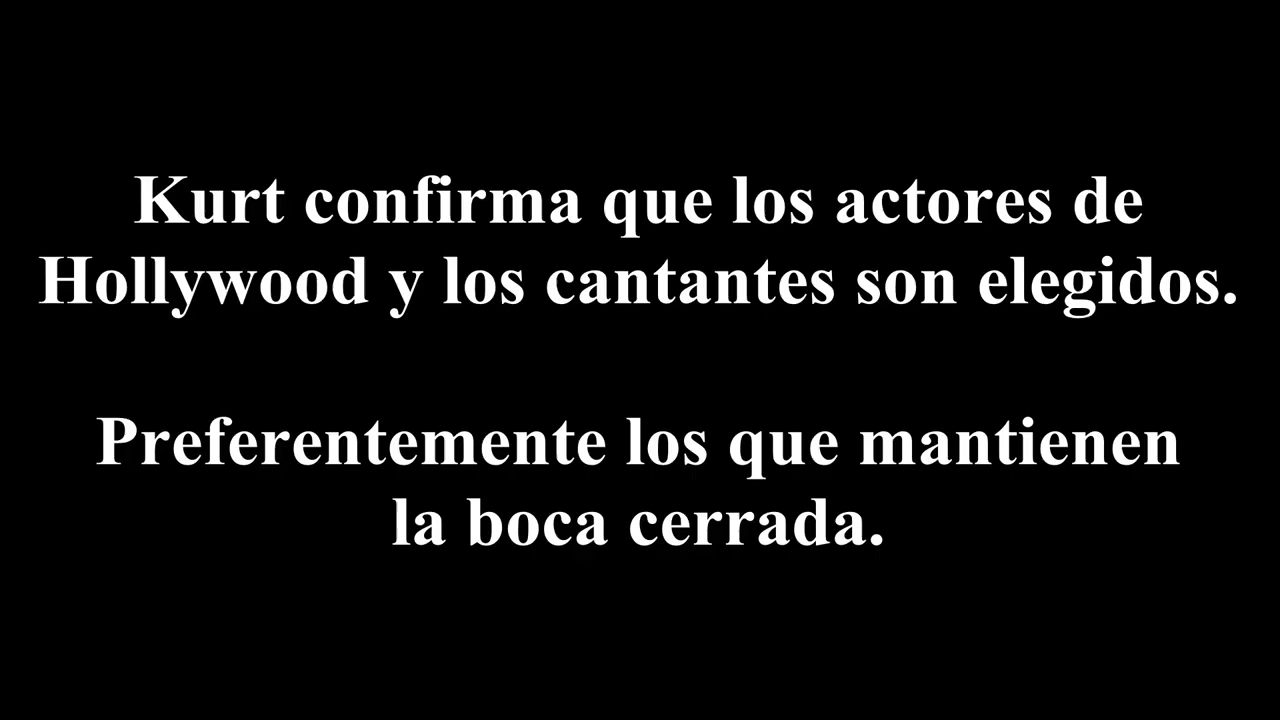 Kurt confirma que los actores de
Hollywood y los cantantes son elegidos.
Preferentemente los que mantienen
la boca cerrada.